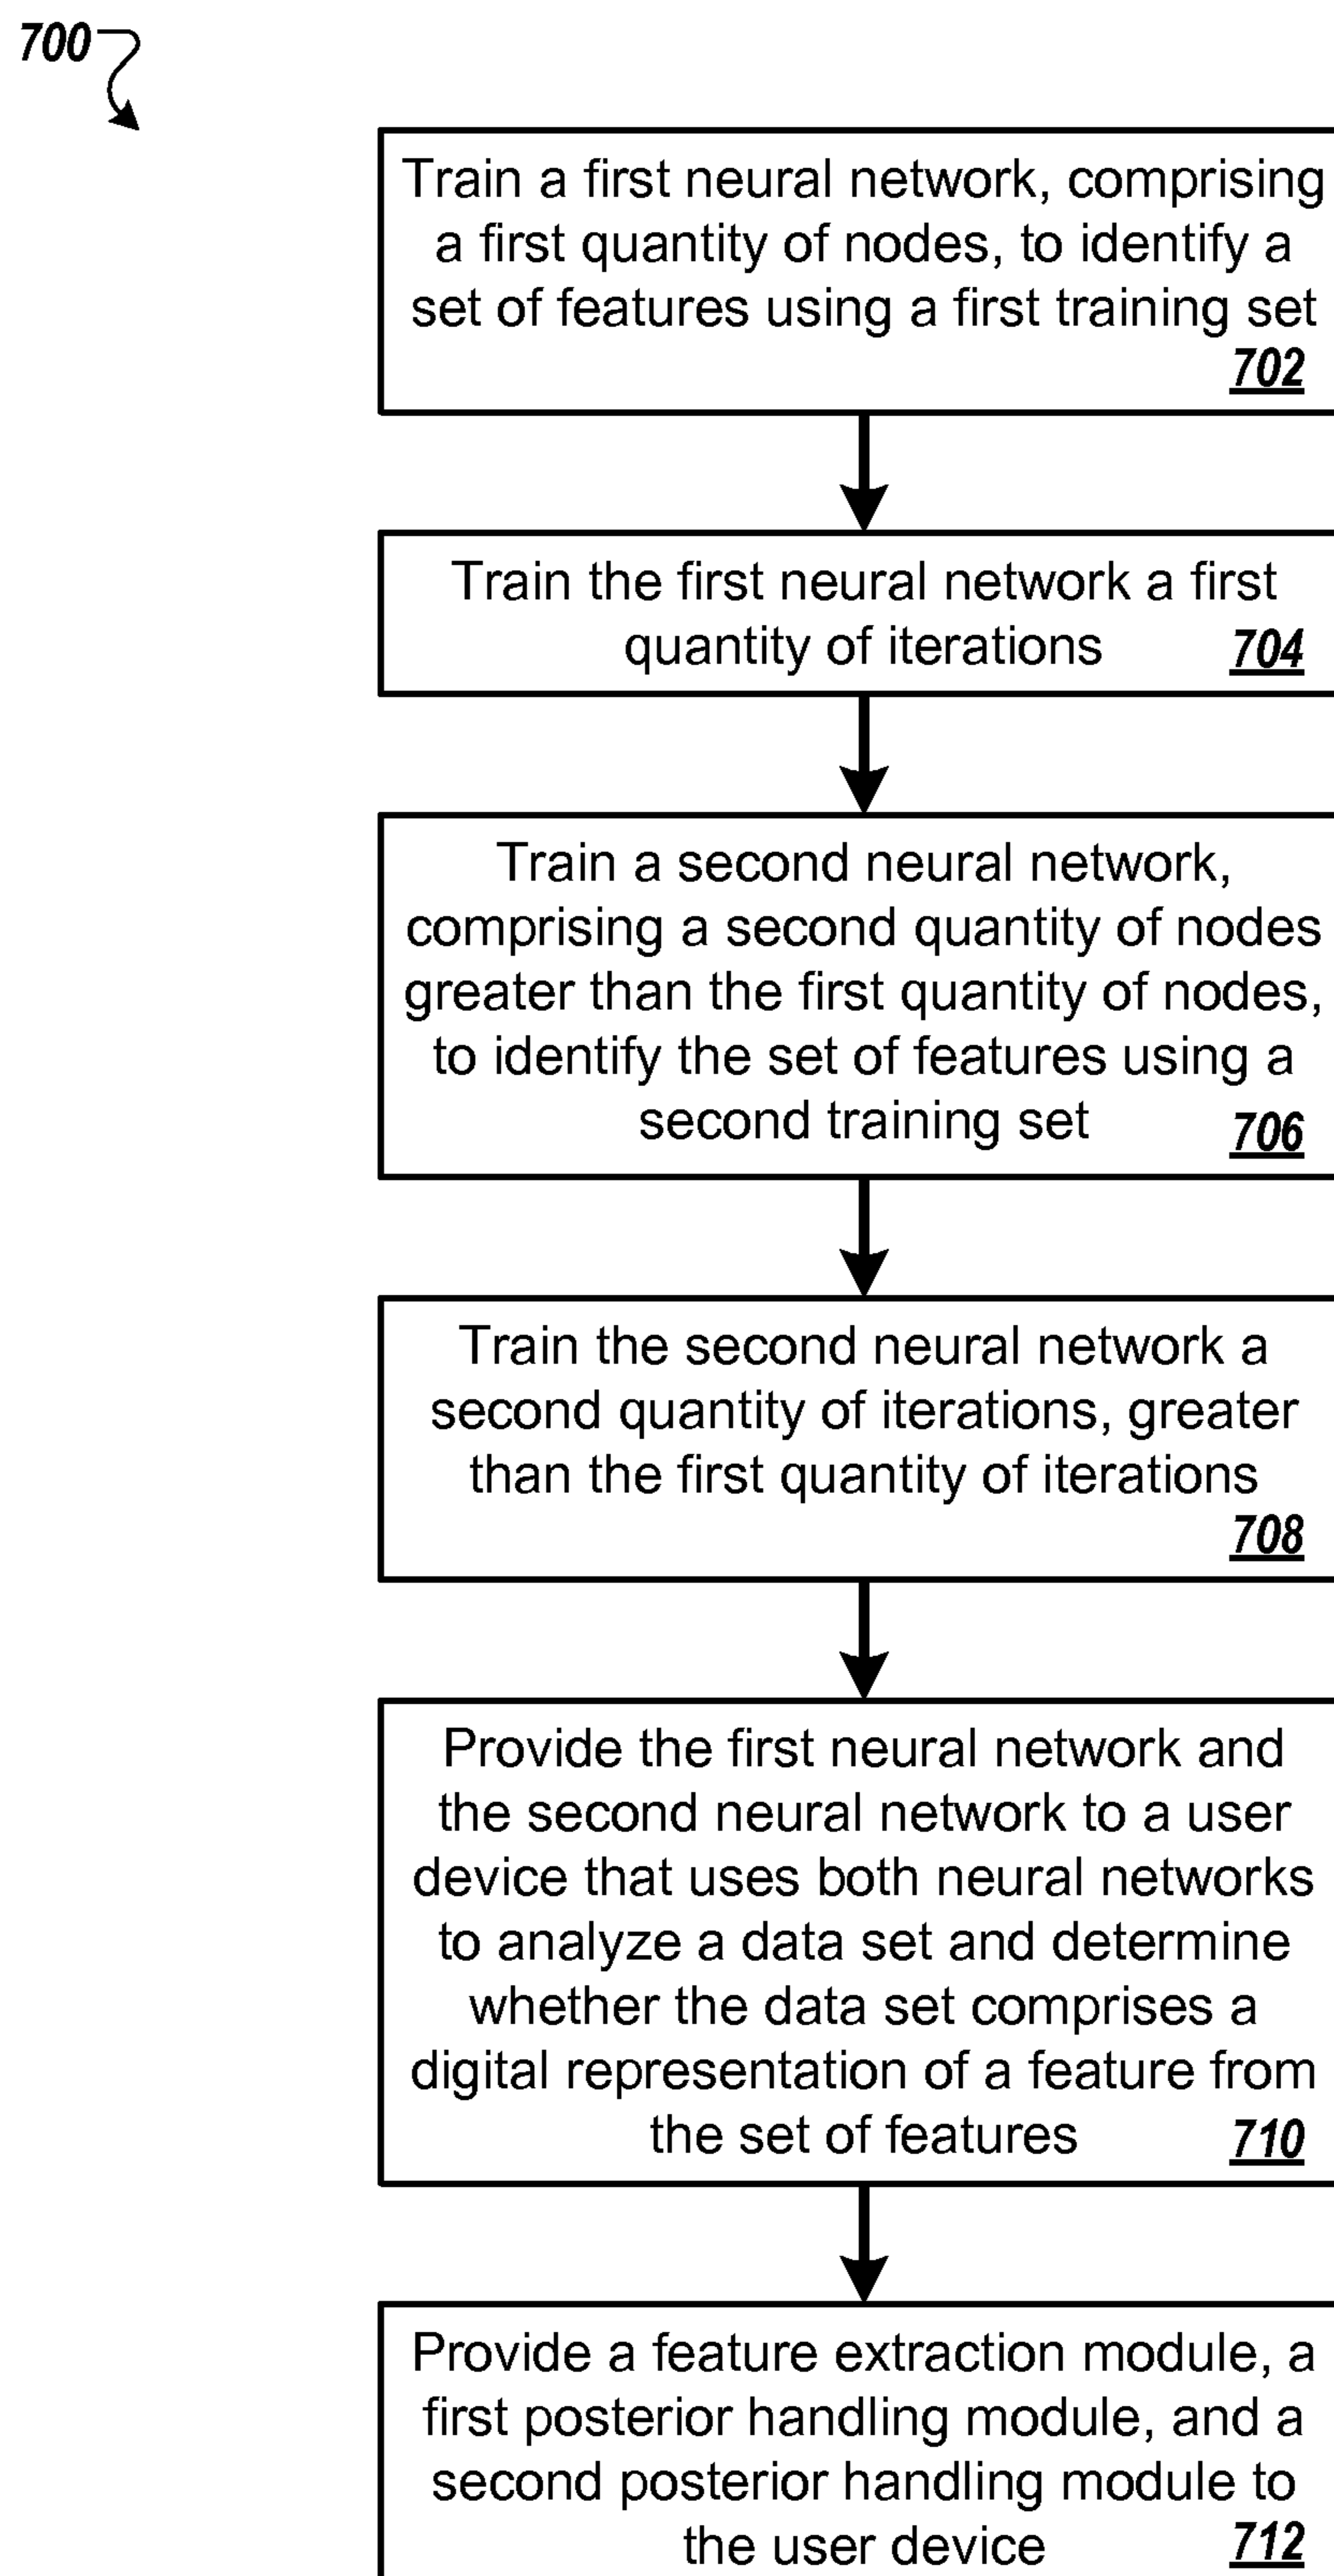 700
Train a first neural network, comprising
a first quantity of nodes, to identify a
set of features using a first training set
702
Train the first neural network a first
quantity of iterations 704
Train a second neural network,
comprising a second quantity of nodes
greater than the first quantity of nodes,
to identify the set of features using a
second training set 706
Train the second neural network a
second quantity of iterations, greater
than the first quantity of iterations
708
Provide the first neural network and
the second neural network to a user
device that uses both neural networks
to analyze a data set and determine
whether the data set comprises a
digital representation of a feature from
the set of features 710
Provide a feature extraction module, a
first posterior handling module, and a
second posterior handling module to
the user device 712